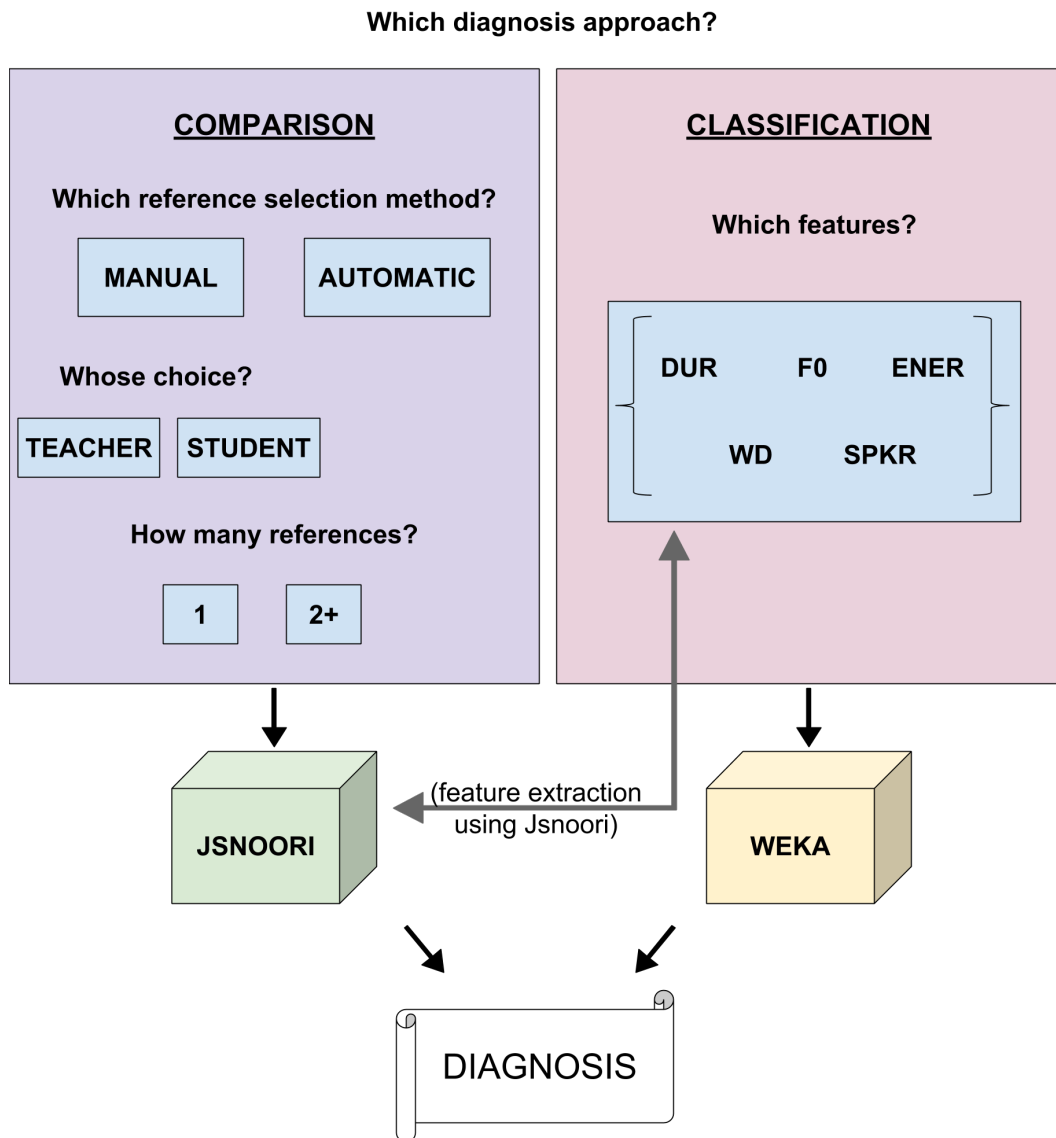 Which diagnosis approach?
COMPARISON
Which reference selection method?
MANUAL
AUTOMATIC
Whose choice?
TEACHER
STUDENT
How many references?
1
2+
CLASSIFICATION
Which features?
DUR
F0
ENER
WD
SPKR
JSNOORI
(feature extraction
using Jsnoori)
WEKA
DIAGNOSIS